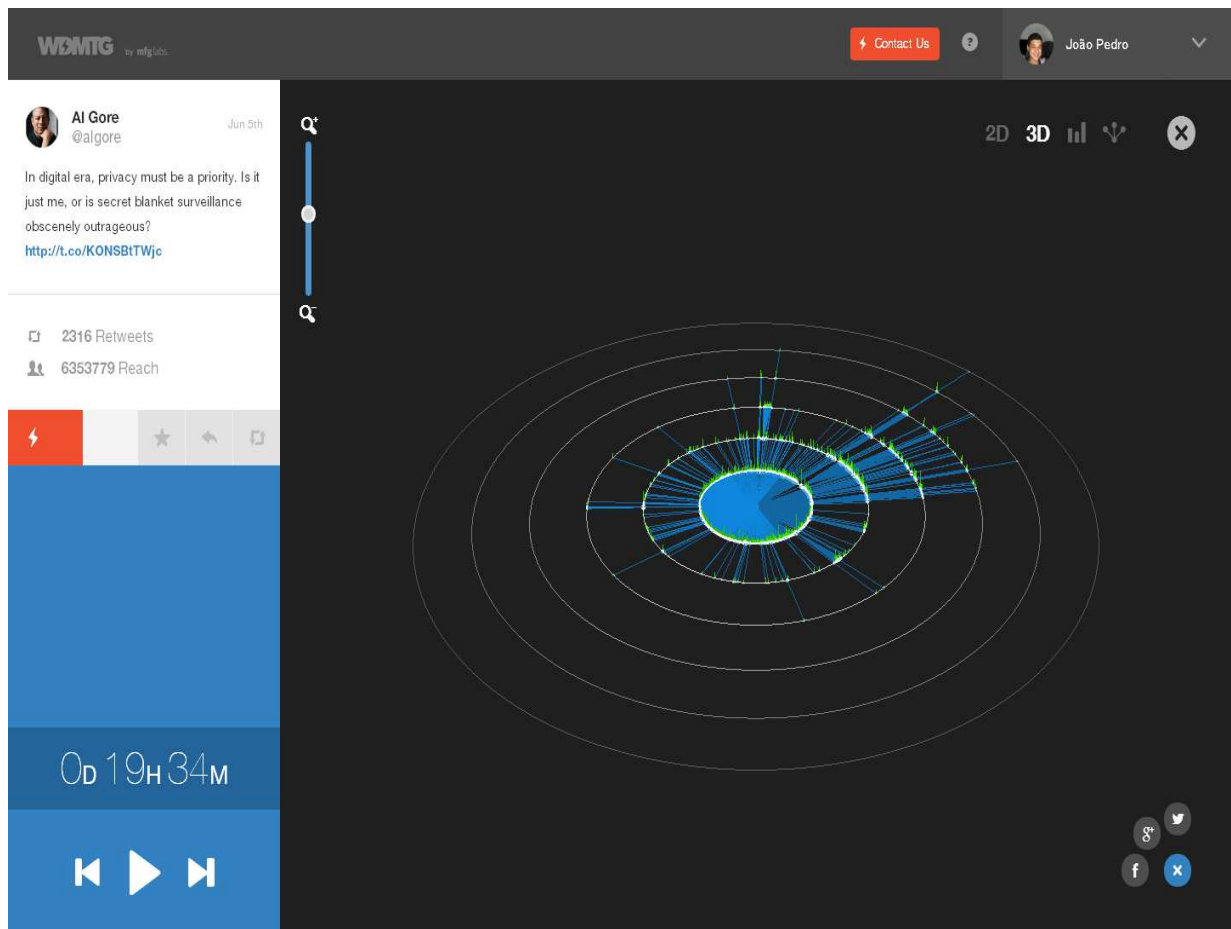 WDMTG by mfg labs.
Contact Us
?
João Pedro
Al Gore
@algore
Jun 5th
In digital era, privacy must be a priority. Is it
just me, or is secret blanket surveillance
obscenely outrageous?
http://t.co/KONSBtTWjc
2316 Retweets
6353779 Reach
0D 19H 34M
2D 3D
g+
f